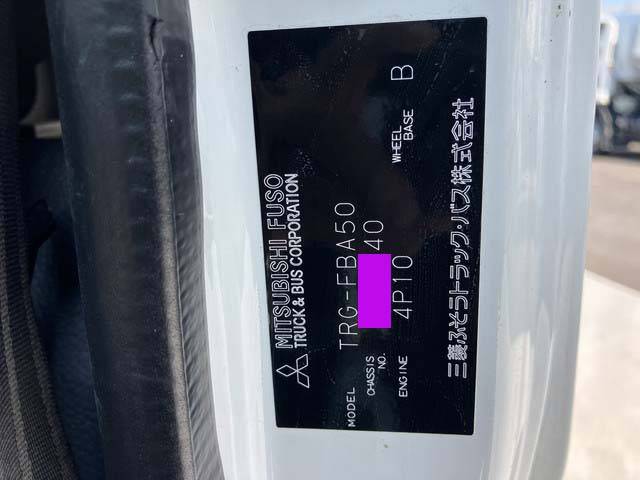 MITSUBISHI FUSO
TRUCK & BUS CORPORATION
MODEL TRG-FBA50
CHASSIS NO. 40
ENGINE 4P10 WHEEL BASE B
三菱ふそうトラック・バス株式会社